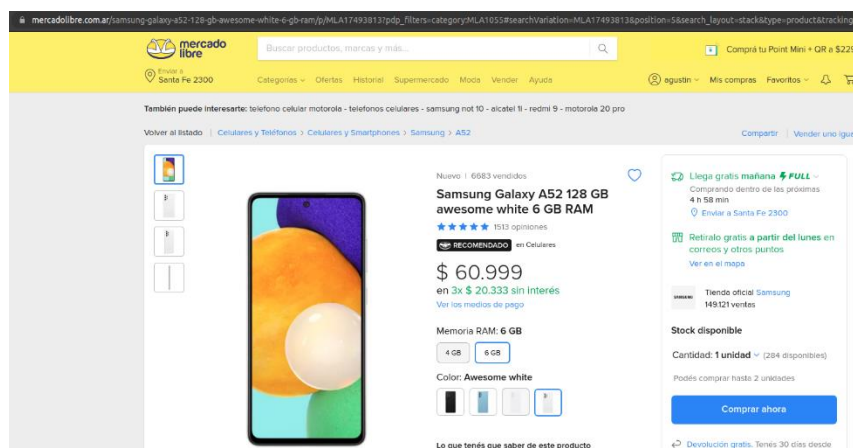 mercadolibre.com.ar/samsung-galaxy-a52-128-gb-awesome-white-6-gb-ram/p/MLA17493813?pdp_filters=category:MLA1055#searchVariation=MLA17493813&position=5&search_layout=stack&type=product&tracking
mercado
libre
Buscar productos, marcas y más...
Comprá tu Point Mini + QR a $229
Enviar a
Santa Fe 2300
Categorías
Ofertas
Historial
Supermercado
Moda
Vender
Ayuda
agustin
Mis compras
Favoritos
También puede interesarte: telefono celular motorola - telefonos celulares - samsung not 10 - alcatel 1l - redmi 9 - motorola 20 pro
Volver al listado | Celulares y Teléfonos > Celulares y Smartphones > Samsung > A52
Compartir | Vender uno igua
Nuevo | 6683 vendidos
Samsung Galaxy A52 128 GB
awesome white 6 GB RAM
1513 opiniones
RECOMENDADO en Celulares
$ 60.999
en 3x $ 20.333 sin interés
Ver los medios de pago
Memoria RAM: 6 GB
4 GB
6 GB
Color: Awesome white
Lo que tenés que saber de este producto
Llega gratis mañana FULL
Comprando dentro de las próximas
4 h 58 min
Enviar a Santa Fe 2300
Retiralo gratis a partir del lunes en
correos y otros puntos
Ver en el mapa
SAMSUNG
Tienda oficial Samsung
149.121 ventas
Stock disponible
Cantidad: 1 unidad (284 disponibles)
Podés comprar hasta 2 unidades
Comprar ahora
Devolución gratis. Tenés 30 días desde